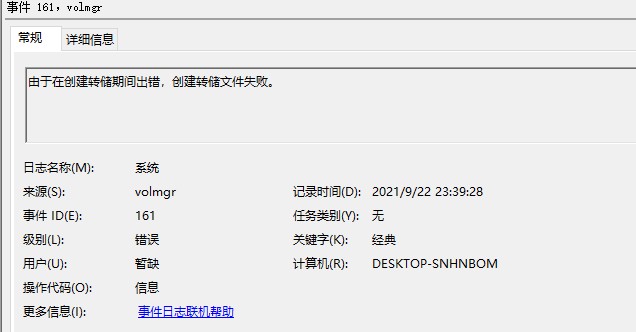 事件 161，volmgr
常规 详细信息
由于在创建转储期间出错，创建转储文件失败。
日志名称(M): 系统
来源(S): volmgr 记录时间(D): 2021/9/22 23:39:28
事件 ID(E): 161 任务类别(Y): 无
级别(L): 错误 关键字(K): 经典
用户(U): 暂缺 计算机(R): DESKTOP-SNHNBOM
操作代码(O): 信息
更多信息(I): 事件日志联机帮助